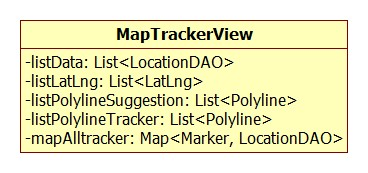 MapTrackerView
-listData: List<LocationDAO>
-listLatLng: List<LatLng>
-listPolylineSuggestion: List<Polyline>
-listPolylineTracker: List<Polyline>
-mapAlltracker: Map<Marker, LocationDAO>